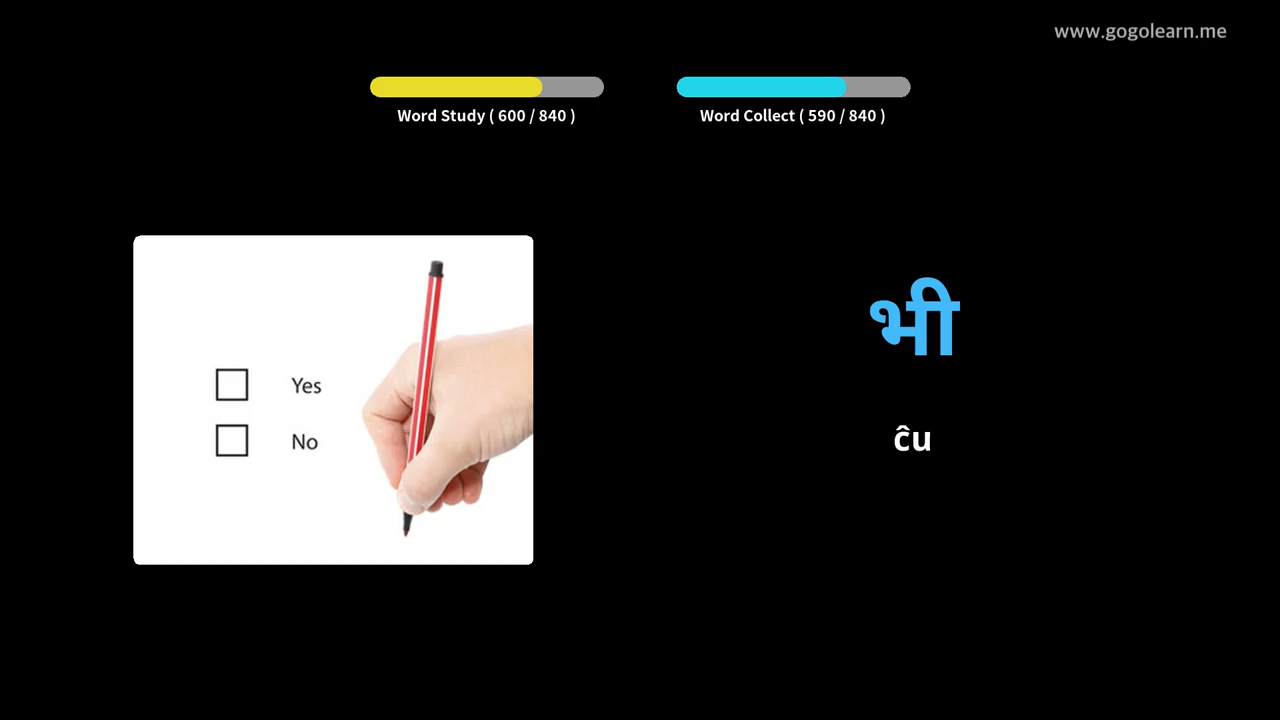 www.gogolearn.me
Word Study ( 600 / 840 )
Word Collect ( 590 / 840 )
Yes
No
भी
ĉu